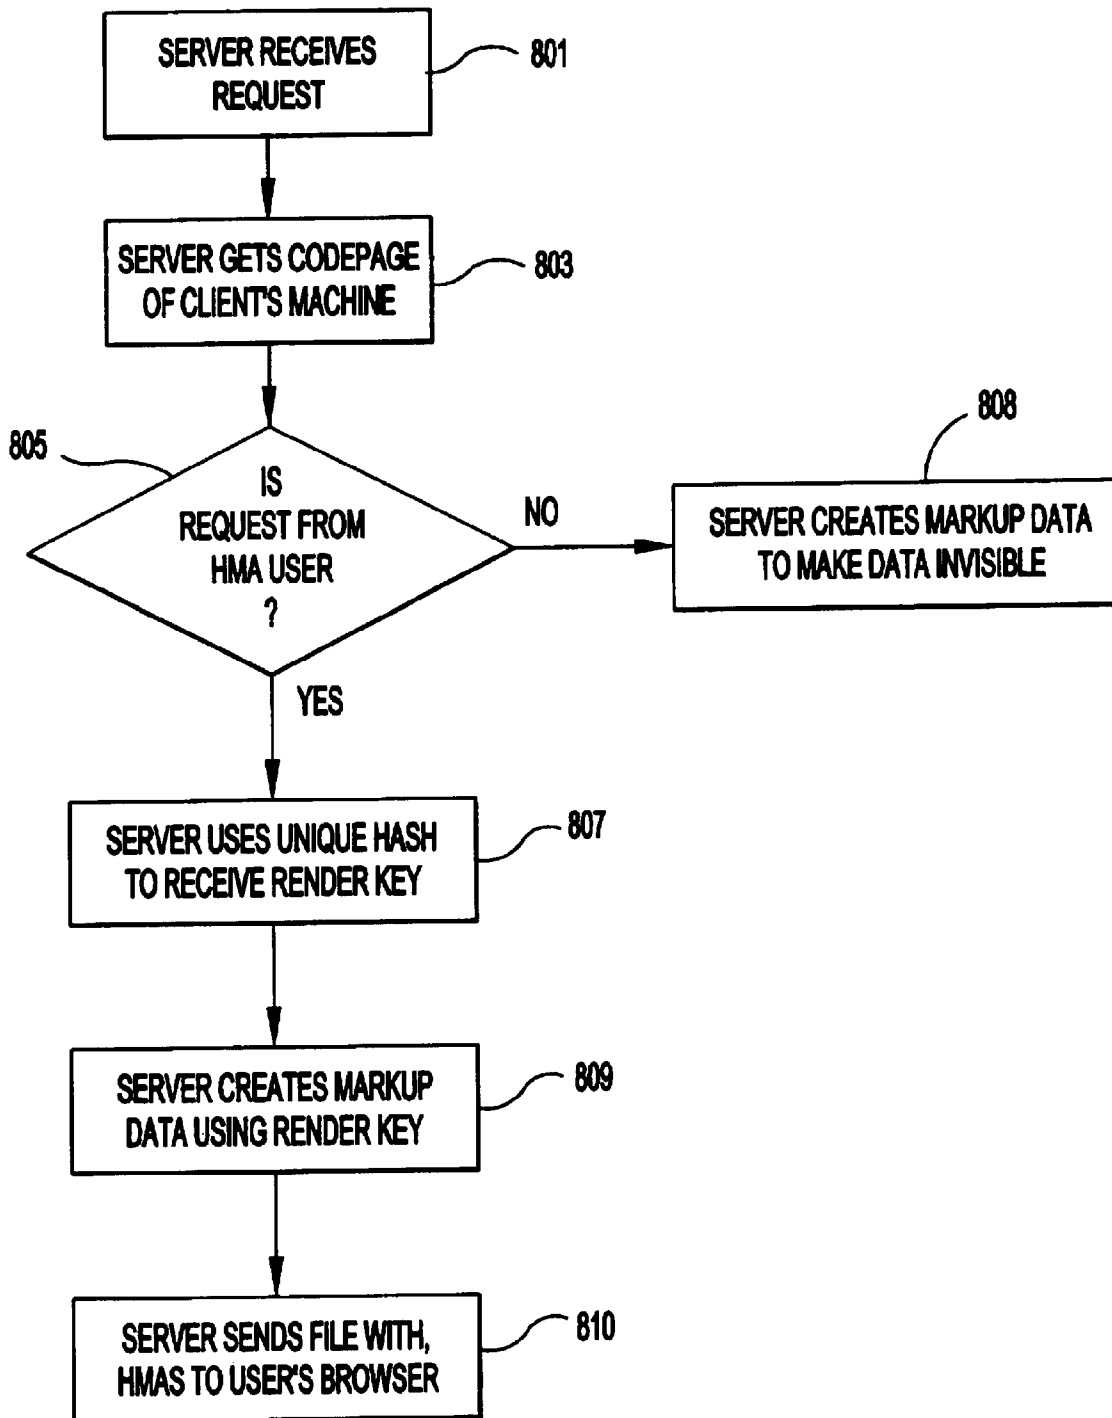 SERVER RECEIVES
REQUEST
801
SERVER GETS CODEPAGE
OF CLIENT'S MACHINE
803
805
IS
REQUEST FROM
HMA USER
?
NO
808
SERVER CREATES MARKUP DATA
TO MAKE DATA INVISIBLE
YES
SERVER USES UNIQUE HASH
TO RECEIVE RENDER KEY
807
SERVER CREATES MARKUP
DATA USING RENDER KEY
809
SERVER SENDS FILE WITH,
HMAS TO USER'S BROWSER
810